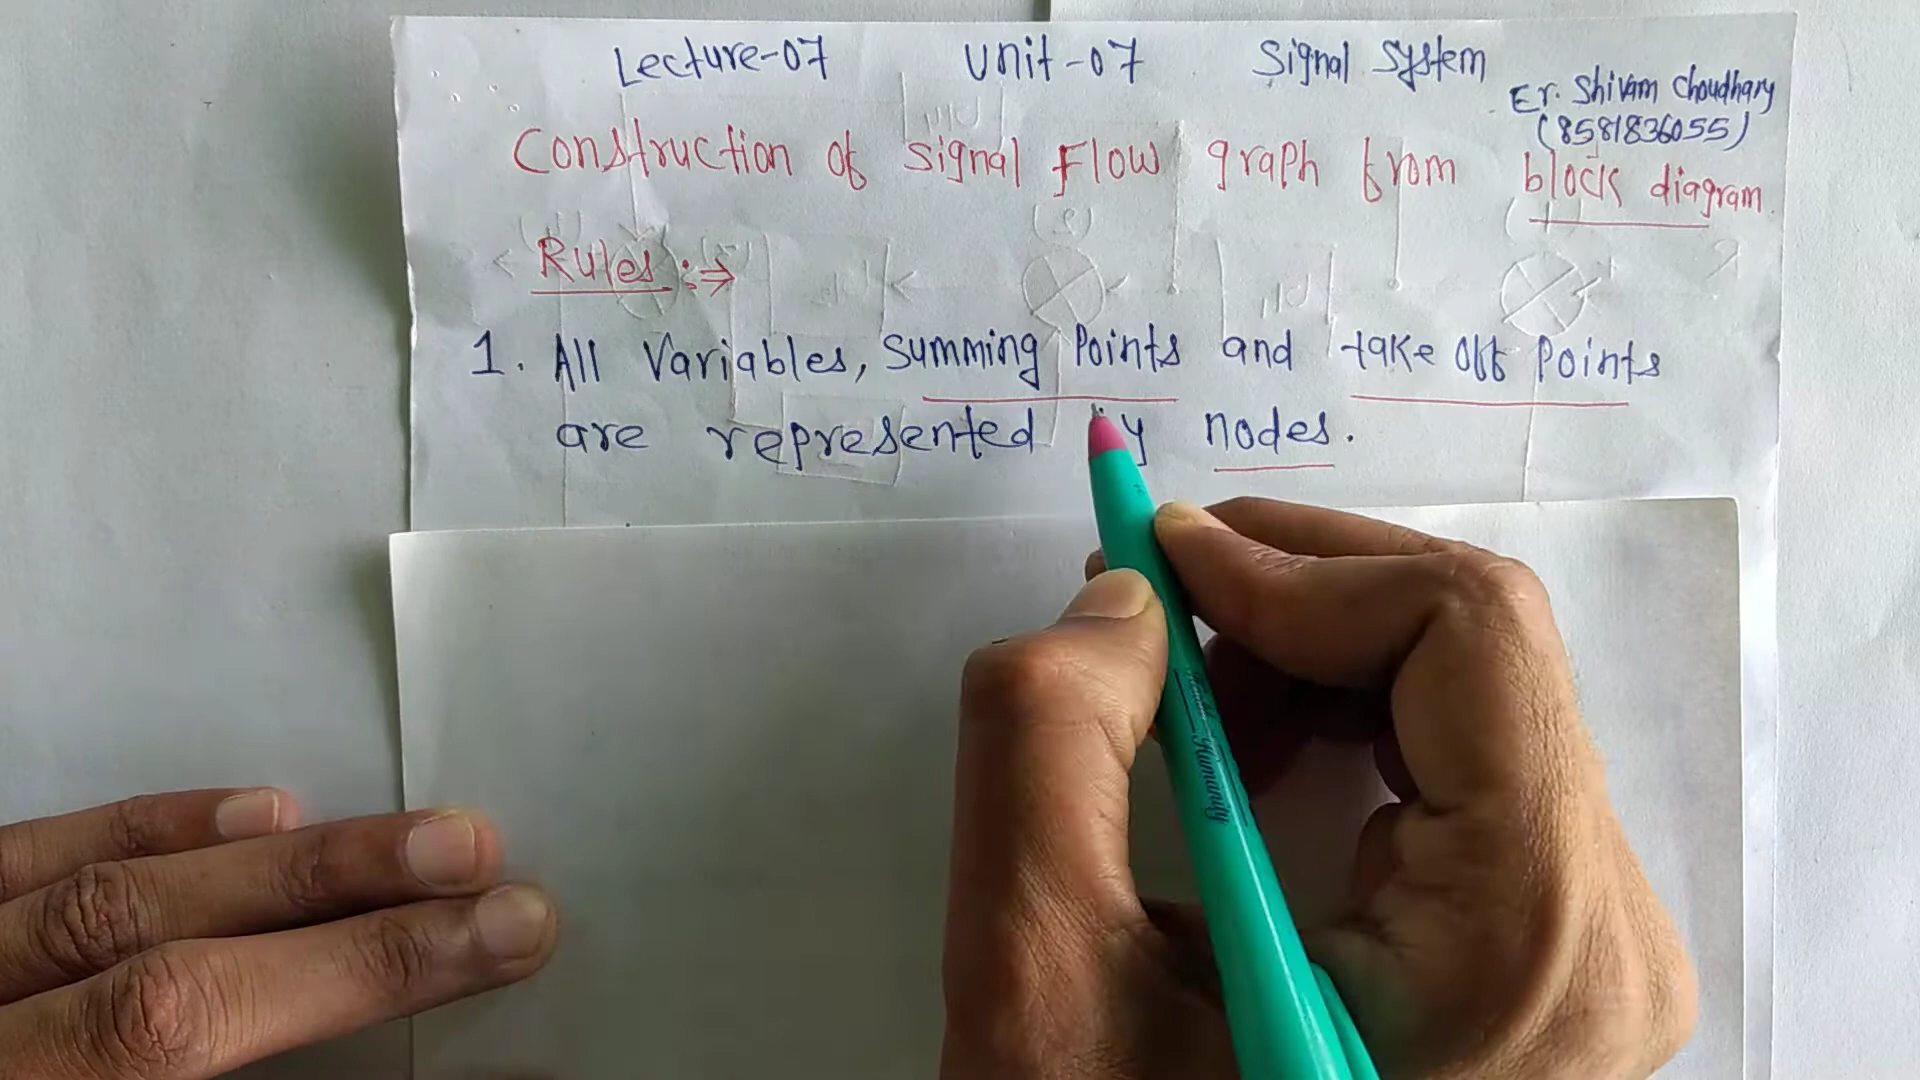 Lecture-07 Unit-07 Signal System
Er. Shivam Choudhary
(8581836055)
Construction of signal Flow graph from block diagram.
Rules :⇒
1. All Variables, summing Points and take off points
are represented y nodes.